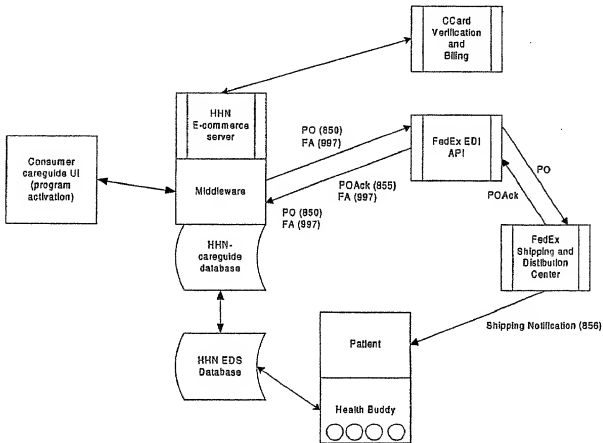 CCard
Verification
and
Billing
HHN
E-commerce
server
PO (850)
FA (997)
FedEx EDI
API
Consumer
careguide UI
(program
activation)
Middleware
POAck (855)
FA (997)
PO
POAck
PO (850)
FA (997)
HHN-
careguide
database
FedEx
Shipping and
Distibution
Center
Shipping Notification (856)
Patient
HHN EDS
Database
Health Buddy